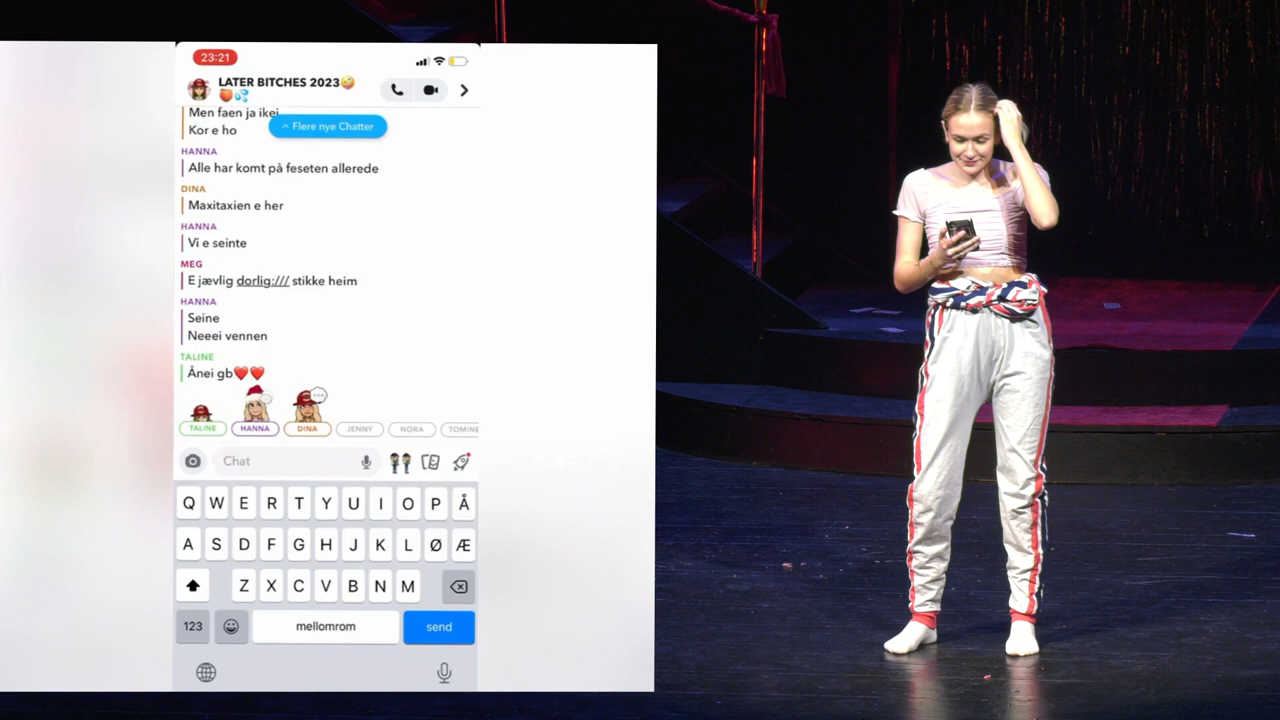 23:21
LATER BITCHES 2023🤪
🍑💦
Men faen ja ikei
Kor e ho
^ Flere nye Chatter
HANNA
Alle har komt på feseten allerede
DINA
Maxitaxien e her
HANNA
Vi e seinte
MEG
E jævlig dorlig:/// stikke heim
HANNA
Seine
Neeei vennen
TALINE
Ånei gb❤️❤️
TALINE HANNA DINA JENNY NORA TOMINE
Chat
Q W E R T Y U I O P Å
A S D F G H J K L Ø Æ
Z X C V B N M
123 mellomrom send